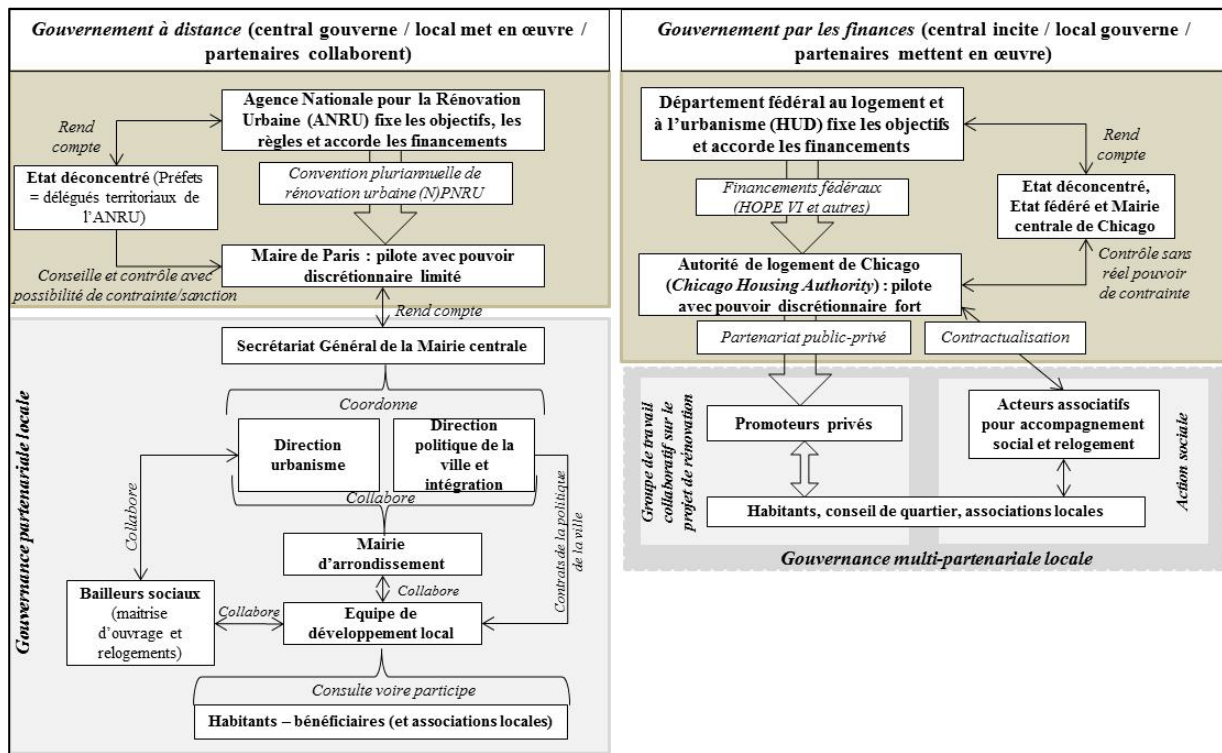 Gouvernement à distance (central gouverne / local met en œuvre /
partenaires collaborent)
Agence Nationale pour la Rénovation
Urbaine (ANRU) fixe les objectifs, les
règles et accorde les financements
Rend
compte
Convention pluriannuelle de
rénovation urbaine (N)PNRU
Etat déconcentré (Préfets
= délégués territoriaux de
l'ANRU)
Maire de Paris : pilote avec pouvoir
discrétionnaire limité
Conseille et contrôle avec
possibilité de contrainte/sanction
Rend compte
Secrétariat Général de la Mairie centrale
Coordonne
Direction
urbanisme
Direction
politique de la
ville et
intégration
Collabore
Collabore
Contrats de la politique
de la ville
Mairie
d'arrondissement
Collabore
Bailleurs sociaux
(maitrise
d'ouvrage et
relogements)
Collabore
Equipe de
développement local
Consulte voire participe
Habitants – bénéficiaires (et associations locales)
Gouvernance partenariale locale
Gouvernement par les finances (central incite / local gouverne /
partenaires mettent en œuvre)
Département fédéral au logement et
à l'urbanisme (HUD) fixe les objectifs
et accorde les financements
Rend
compte
Financements fédéraux
(HOPE VI et autres)
Etat déconcentré,
Etat fédéré et Mairie
centrale de Chicago
Autorité de logement de Chicago
(Chicago Housing Authority) : pilote
avec pouvoir discrétionnaire fort
Contrôle sans
réel pouvoir
de contrainte
Partenariat public-privé
Contractualisation
Groupe de travail
collaboratif sur le
projet de rénovation
Promoteurs privés
Acteurs associatifs
pour accompagnement
social et relogement
Action sociale
Habitants, conseil de quartier, associations locales
Gouvernance multi-partenariale locale